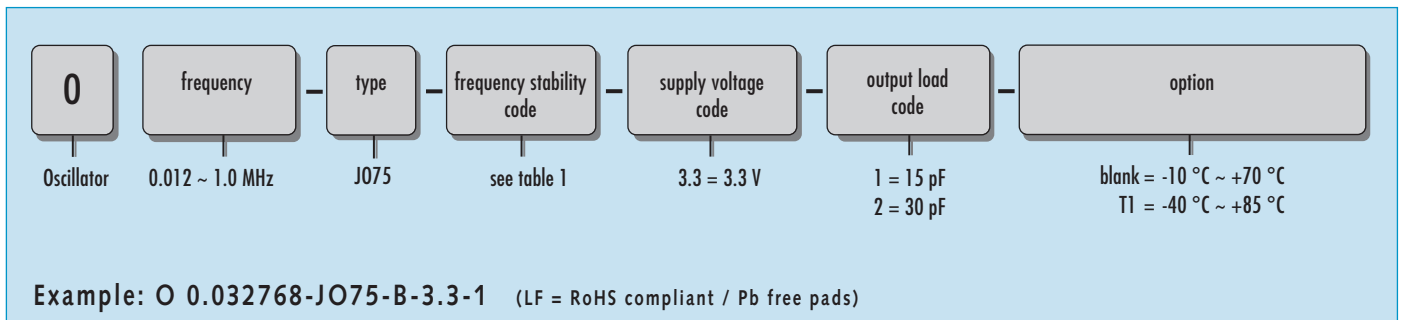 O
frequency
–
type
–
frequency stability
code
–
supply voltage
code
–
output load
code
–
option
Oscillator
0.012 ~ 1.0 MHz
JO75
see table 1
3.3 = 3.3 V
1 = 15 pF
2 = 30 pF
blank = -10 °C ~ +70 °C
T1 = -40 °C ~ +85 °C
Example: O 0.032768-JO75-B-3.3-1 (LF = RoHS compliant / Pb free pads)